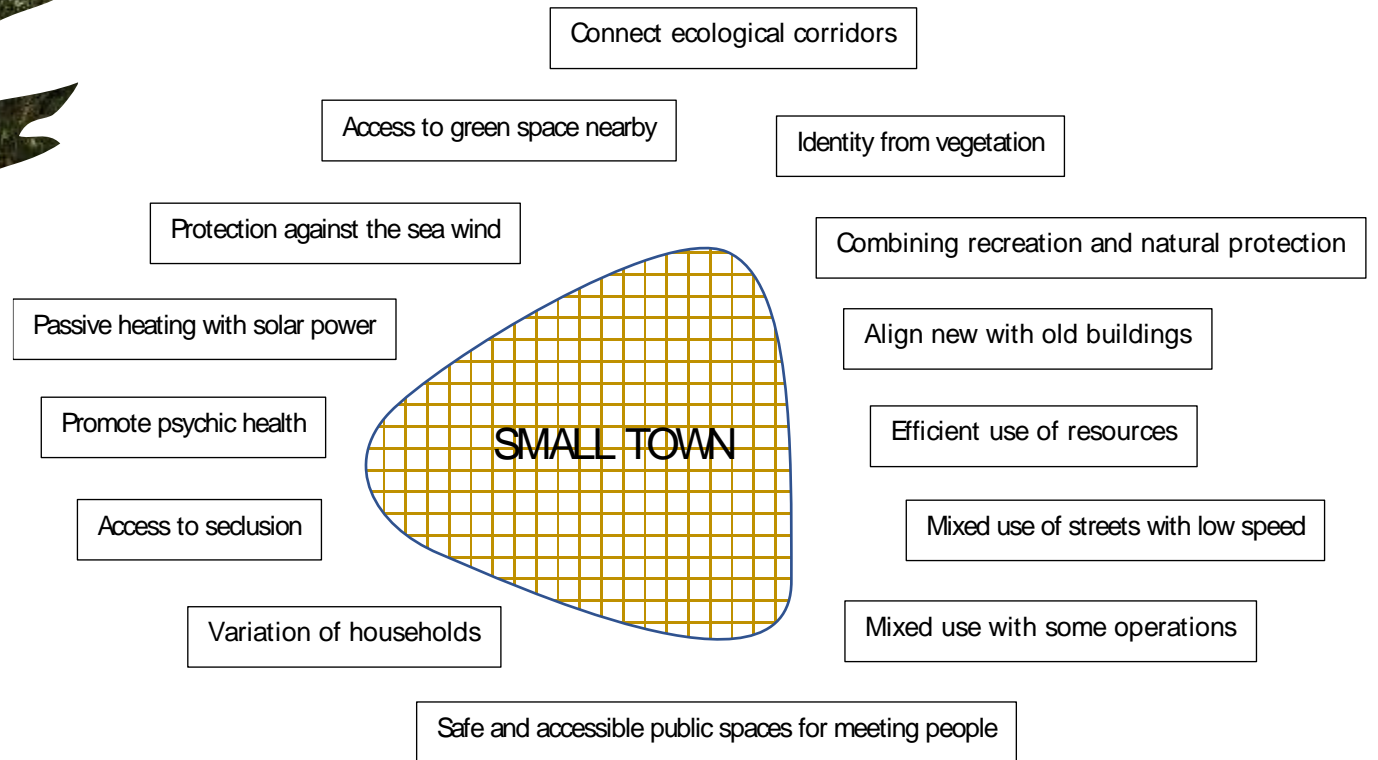 Connect ecological corridors
Access to green space nearby
Identity from vegetation
Protection against the sea wind
Combining recreation and natural protection
Passive heating with solar power
Align new with old buildings
Promote psychic health
Efficient use of resources
SMALL TOWN
Access to seclusion
Mixed use of streets with low speed
Variation of households
Mixed use with some operations
Safe and accessible public spaces for meeting people